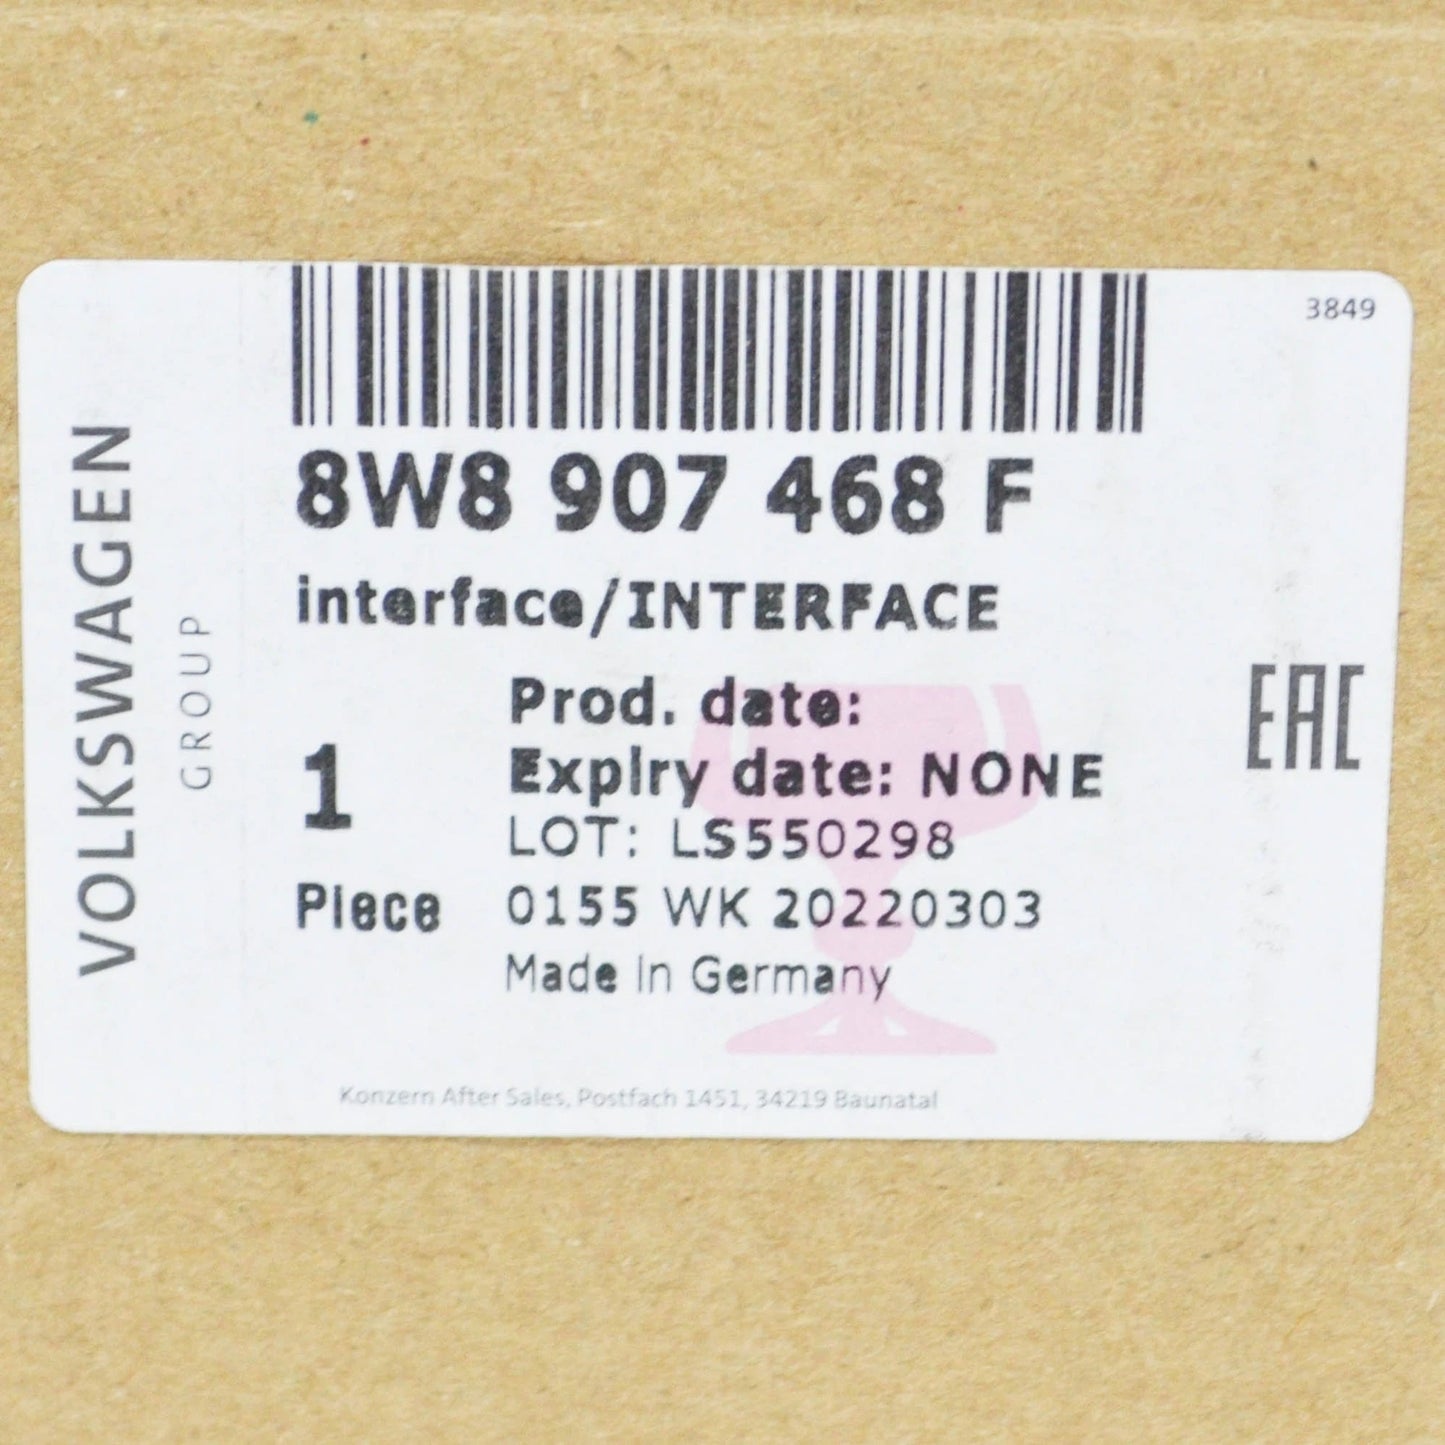 3849
8W8 907 468 F
interface/INTERFACE
VOLKSWAGEN
GROUP
Prod. date:
Expiry date: NONE
1
LOT: LS550298
Piece
0155 WK 20220303
Made in Germany
EAC
Konzern After Sales, Postfach 1451, 34219 Baunatal